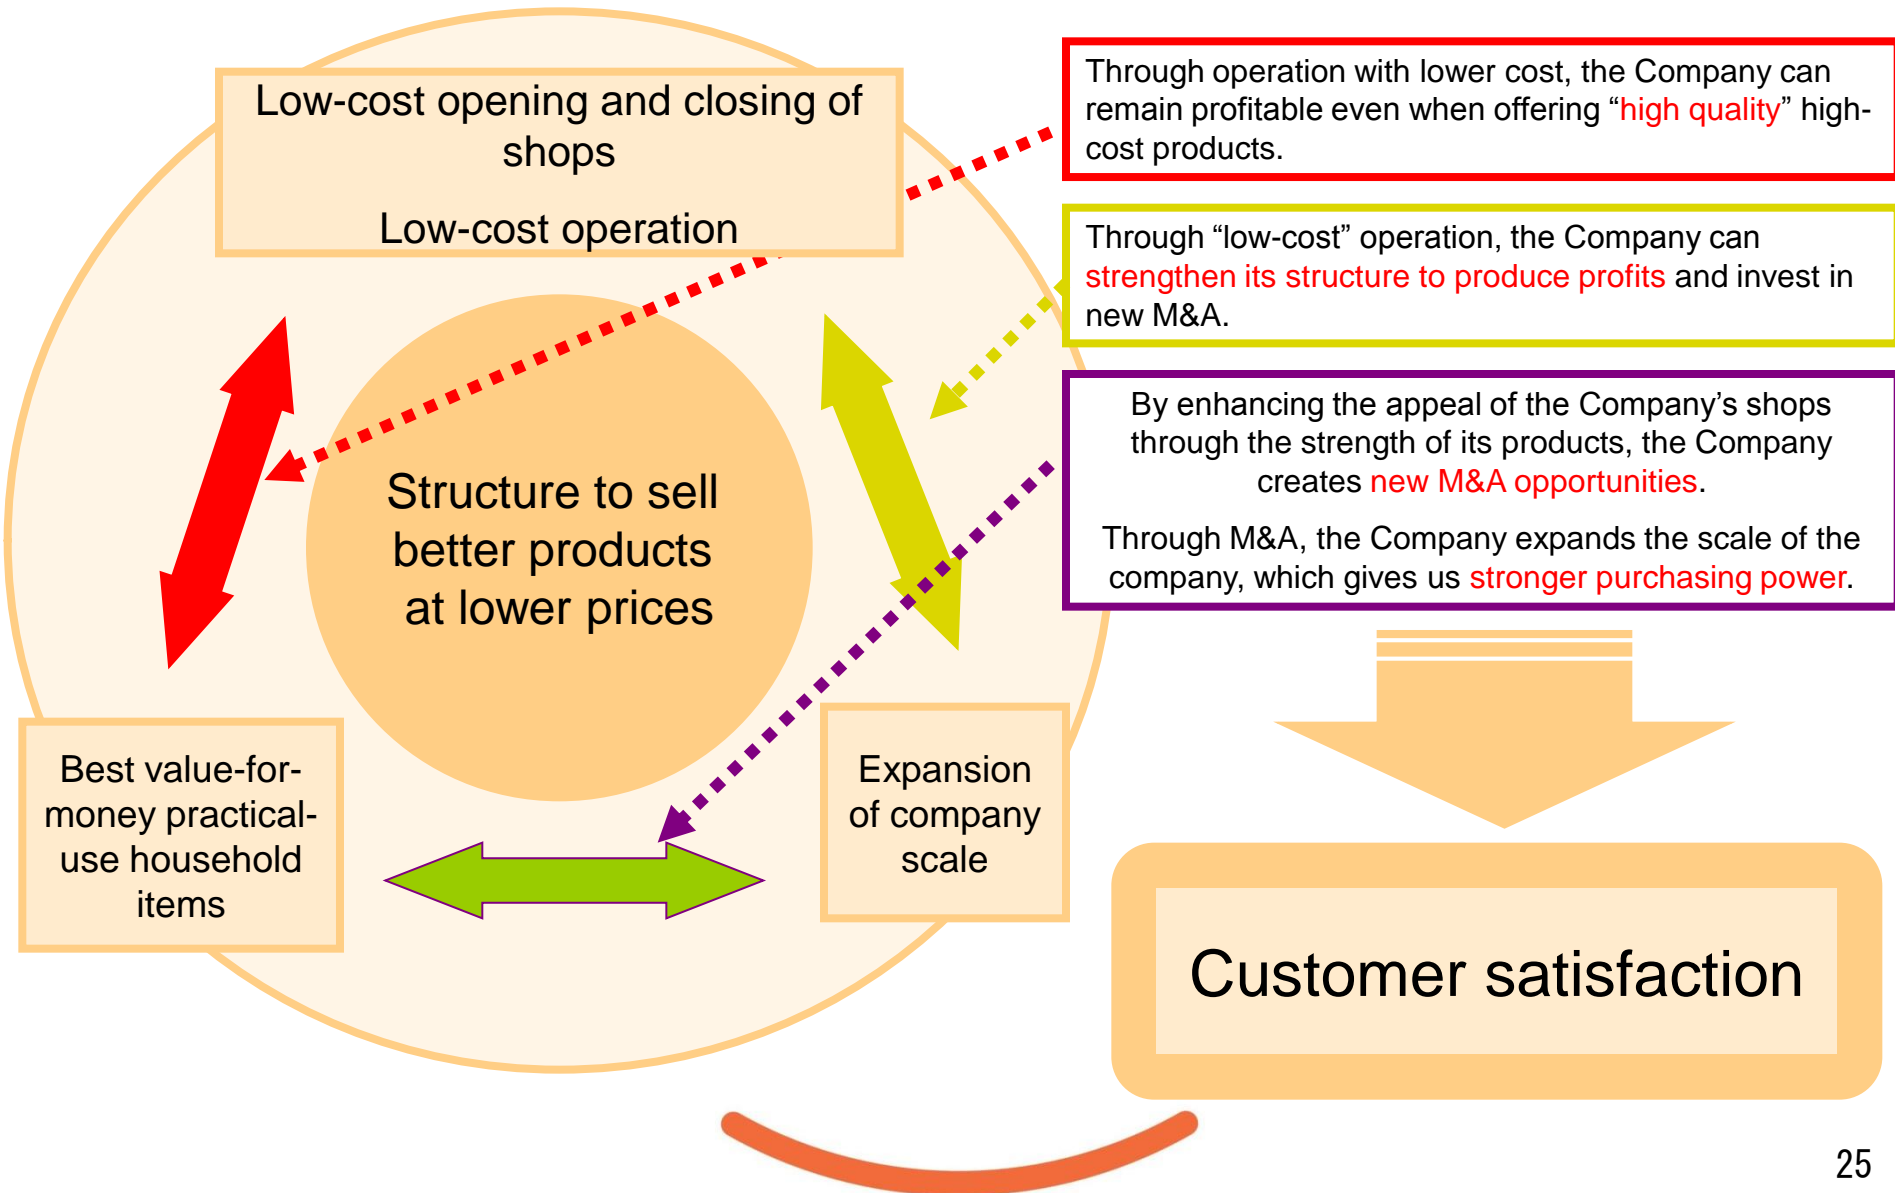 Low-cost opening and closing of
shops
Low-cost operation
Structure to sell
better products
at lower prices
Best value-for-
money practical-
use household
items
Expansion
of company
scale
Through operation with lower cost, the Company can
remain profitable even when offering “high quality” high-
cost products.
Through “low-cost” operation, the Company can
strengthen its structure to produce profits and invest in
new M&A.
By enhancing the appeal of the Company’s shops
through the strength of its products, the Company
creates new M&A opportunities.
Through M&A, the Company expands the scale of the
company, which gives us stronger purchasing power.
Customer satisfaction
25